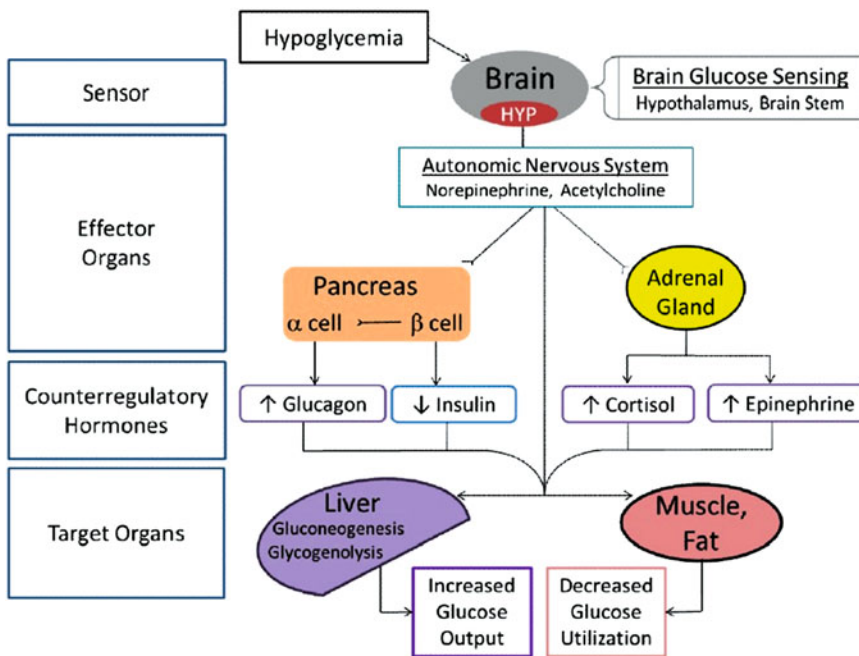 Hypoglycemia
Brain
HYP
Brain Glucose Sensing
Hypothalamus, Brain Stem
Sensor
Autonomic Nervous System
Norepinephrine, Acetylcholine
Effector
Organs
Pancreas
α cell β cell
Adrenal
Gland
Counterregulatory
Hormones
↑ Glucagon
↓ Insulin
↑ Cortisol
↑ Epinephrine
Target Organs
Liver
Gluconeogenesis
Glycogenolysis
Muscle,
Fat
Increased
Glucose
Output
Decreased
Glucose
Utilization